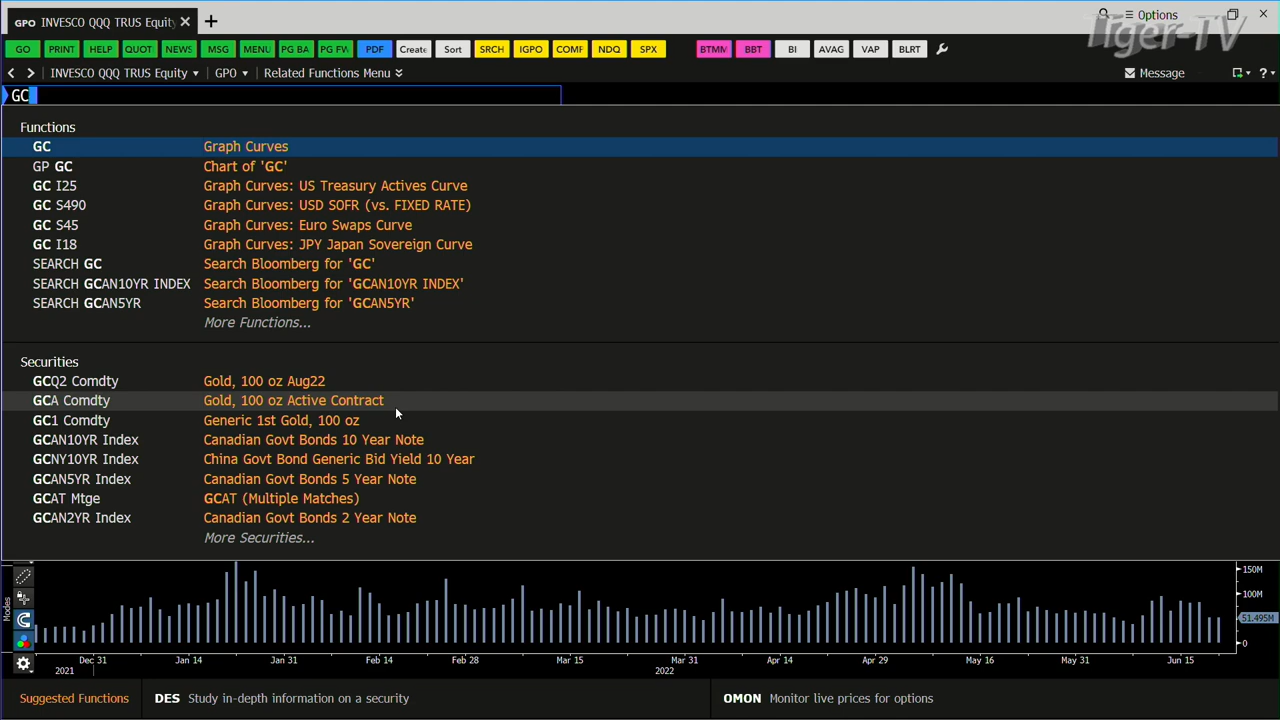 GPO INVESCO QQQ TRUS Equity
Options
Tiger-TV
GO PRINT HELP QUOT NEWS MSG MENU PG BA PG FW PDF Create Sort SRCH IGPO COMF NDQ SPX BTMM BBT BI AVAG VAP BLRT
INVESCO QQQ TRUS Equity GPO Related Functions Menu Message ?
GC
Functions
GC Graph Curves
GP GC Chart of 'GC'
GC I25 Graph Curves: US Treasury Actives Curve
GC S490 Graph Curves: USD SOFR (vs. FIXED RATE)
GC S45 Graph Curves: Euro Swaps Curve
GC I18 Graph Curves: JPY Japan Sovereign Curve
SEARCH GC Search Bloomberg for 'GC'
SEARCH GCAN10YR INDEX Search Bloomberg for 'GCAN10YR INDEX'
SEARCH GCAN5YR Search Bloomberg for 'GCAN5YR'
More Functions...
Securities
GCQ2 Comdty Gold, 100 oz Aug22
GCA Comdty Gold, 100 oz Active Contract
GC1 Comdty Generic 1st Gold, 100 oz
GCAN10YR Index Canadian Govt Bonds 10 Year Note
GCNY10YR Index China Govt Bond Generic Bid Yield 10 Year
GCAN5YR Index Canadian Govt Bonds 5 Year Note
GCAT Mtge GCAT (Multiple Matches)
GCAN2YR Index Canadian Govt Bonds 2 Year Note
More Securities...
150M
100M
51.495M
0
Modes
Dec 31 Jan 14 Jan 31 Feb 14 Feb 28 Mar 15 Mar 31 Apr 14 Apr 29 May 16 May 31 Jun 15
2021 2022
Suggested Functions DES Study in-depth information on a security OMON Monitor live prices for options